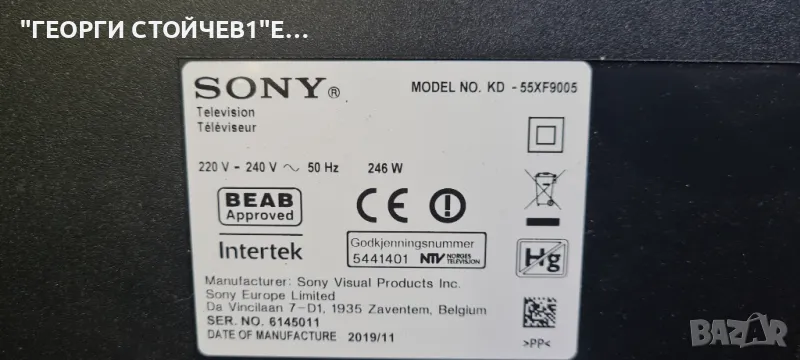 "ГЕОРГИ СТОЙЧЕВ1"Е...
SONY®
MODEL NO. KD - 55XF9005
Television
Téléviseur
220 V - 240 V ~ 50 Hz 246 W
BEAB
Approved
CE
Intertek
Godkjenningsnummer
5441401 NTV NORGES TELEVISJON
Hg
Manufacturer: Sony Visual Products Inc.
Sony Europe Limited
Da Vincilaan 7-D1, 1935 Zaventem, Belgium
SER. NO. 6145011
DATE OF MANUFACTURE 2019/11
>PP<
BAZAR